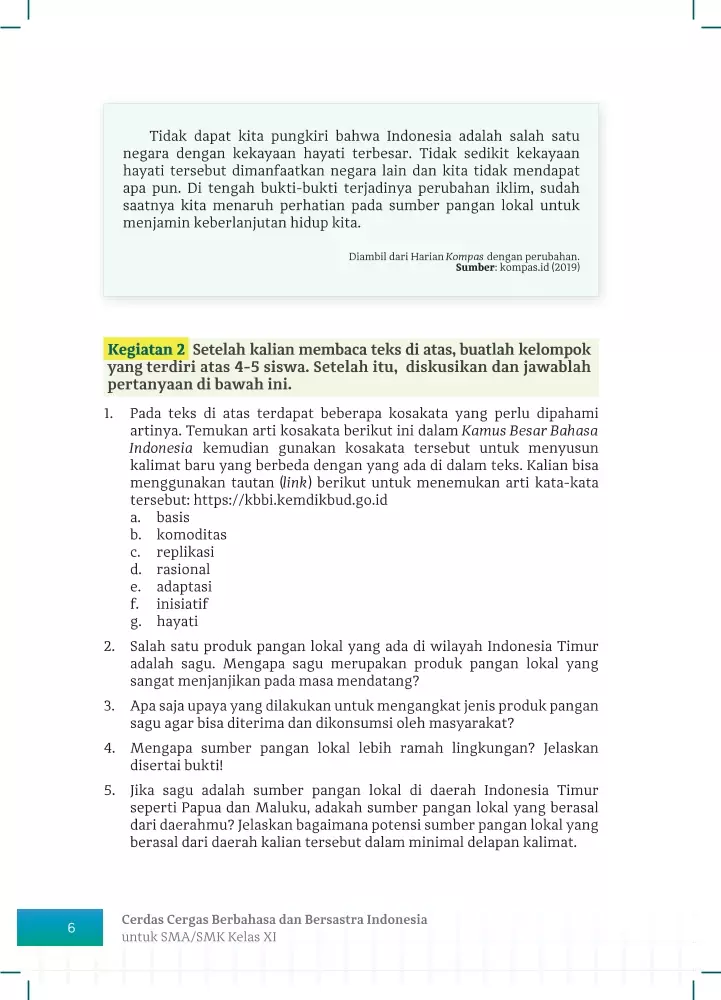 Tidak dapat kita pungkiri bahwa Indonesia adalah salah satu
negara dengan kekayaan hayati terbesar. Tidak sedikit kekayaan
hayati tersebut dimanfaatkan negara lain dan kita tidak mendapat
apa pun. Di tengah bukti-bukti terjadinya perubahan iklim, sudah
saatnya kita menaruh perhatian pada sumber pangan lokal untuk
menjamin keberlanjutan hidup kita.
Diambil dari Harian Kompas dengan perubahan.
Sumber: kompas.id (2019)
Kegiatan 2 Setelah kalian membaca teks di atas, buatlah kelompok
yang terdiri atas 4-5 siswa. Setelah itu, diskusikan dan jawablah
pertanyaan di bawah ini.
1. Pada teks di atas terdapat beberapa kosakata yang perlu dipahami
artinya. Temukan arti kosakata berikut ini dalam Kamus Besar Bahasa
Indonesia kemudian gunakan kosakata tersebut untuk menyusun
kalimat baru yang berbeda dengan yang ada di dalam teks. Kalian bisa
menggunakan tautan (link) berikut untuk menemukan arti kata-kata
tersebut: https://kbbi.kemdikbud.go.id
a. basis
b. komoditas
c. replikasi
d. rasional
e. adaptasi
f. inisiatif
g. hayati
2. Salah satu produk pangan lokal yang ada di wilayah Indonesia Timur
adalah sagu. Mengapa sagu merupakan produk pangan lokal yang
sangat menjanjikan pada masa mendatang?
3. Apa saja upaya yang dilakukan untuk mengangkat jenis produk pangan
sagu agar bisa diterima dan dikonsumsi oleh masyarakat?
4. Mengapa sumber pangan lokal lebih ramah lingkungan? Jelaskan
disertai bukti!
5. Jika sagu adalah sumber pangan lokal di daerah Indonesia Timur
seperti Papua dan Maluku, adakah sumber pangan lokal yang berasal
dari daerahmu? Jelaskan bagaimana potensi sumber pangan lokal yang
berasal dari daerah kalian tersebut dalam minimal delapan kalimat.
6
Cerdas Cergas Berbahasa dan Bersastra Indonesia
untuk SMA/SMK Kelas XI